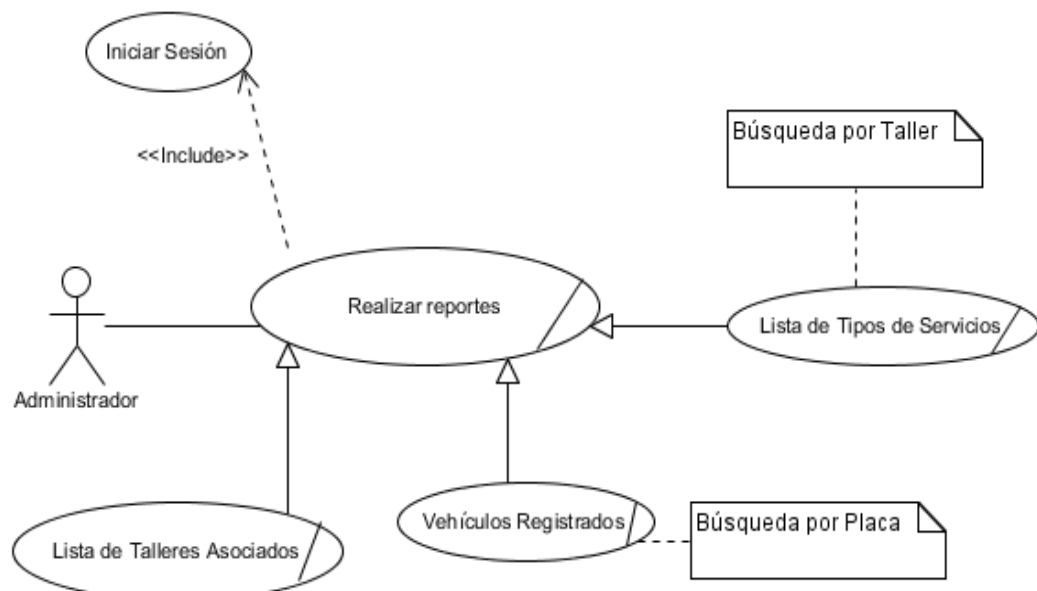 Iniciar Sesión
<<Include>>
Búsqueda por Taller
Realizar reportes
Lista de Tipos de Servicios
Administrador
Vehículos Registrados
Búsqueda por Placa
Lista de Talleres Asociados